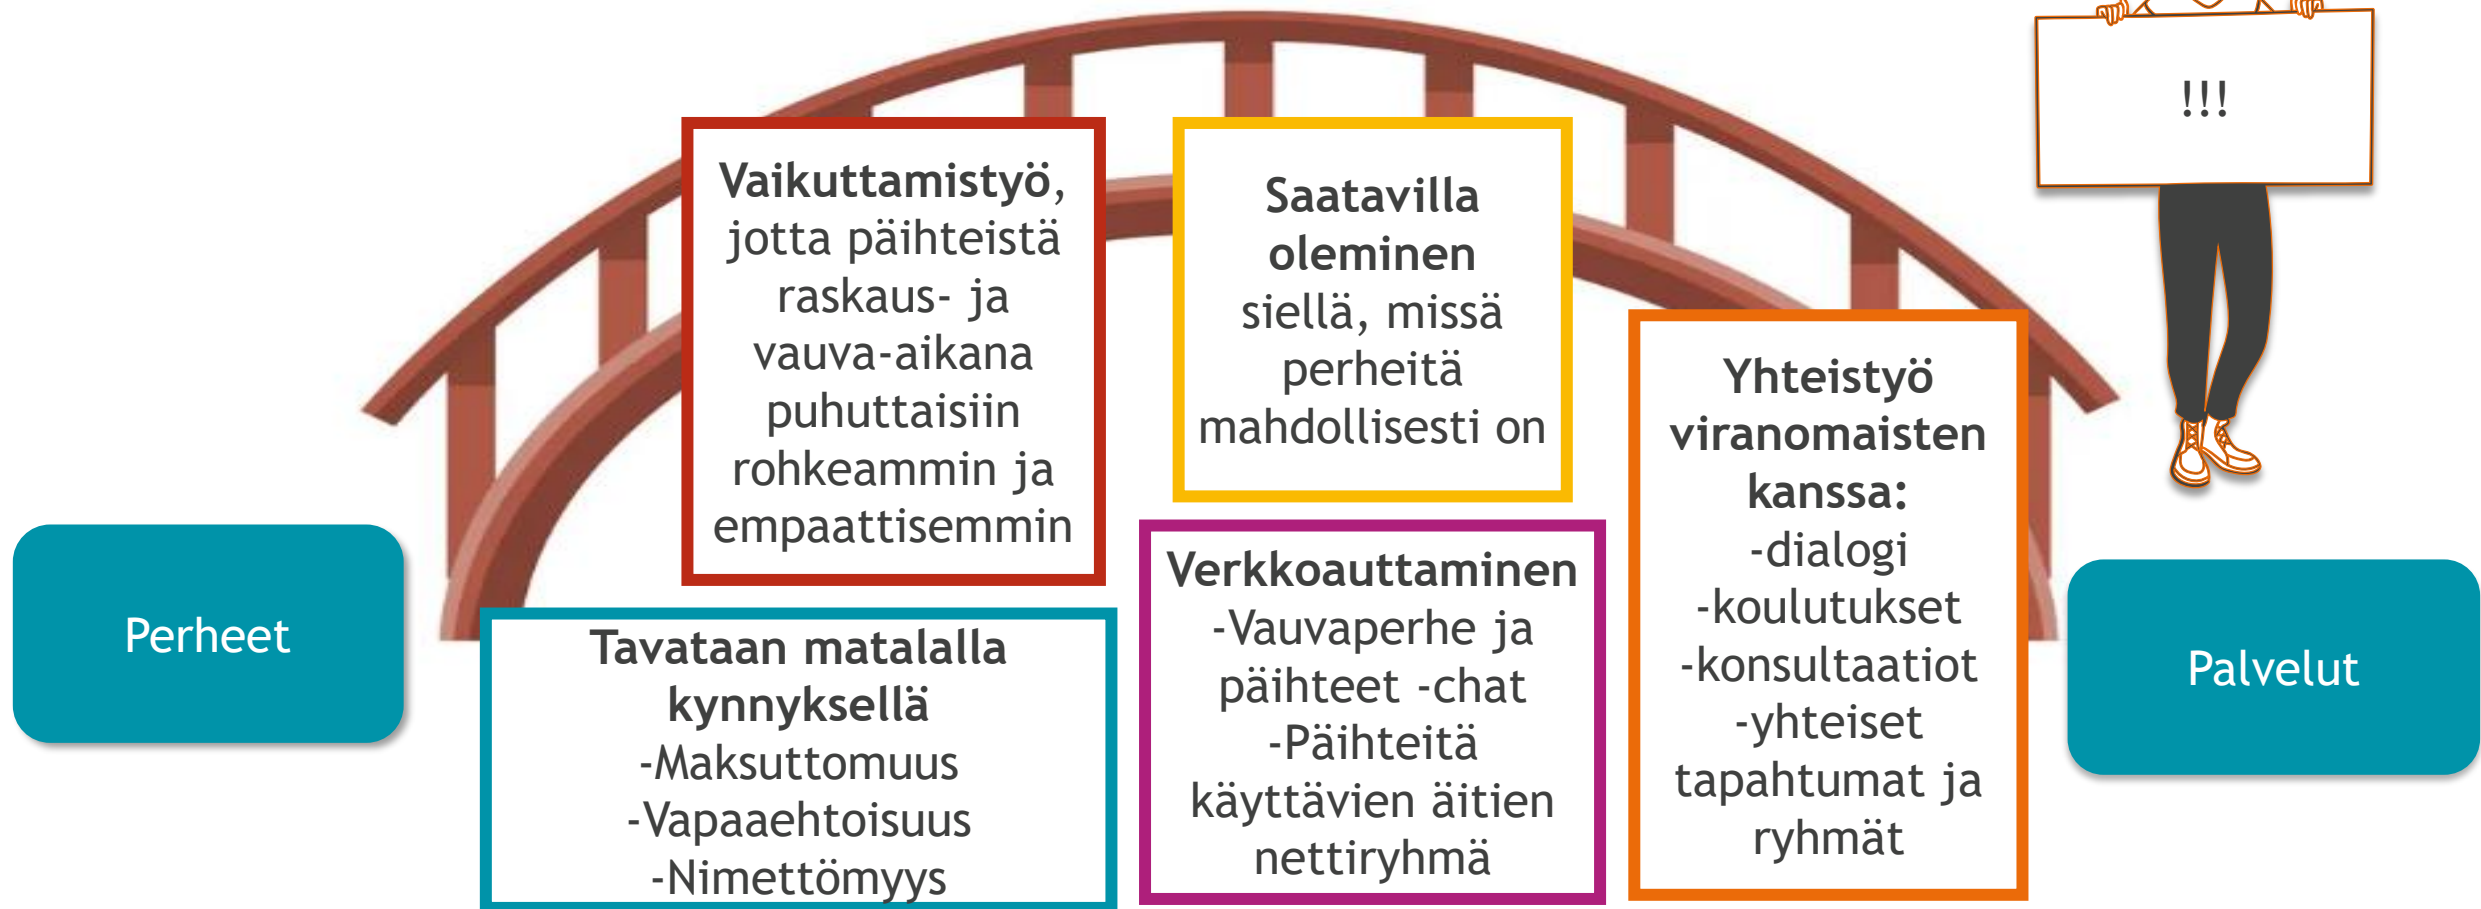 !!!
Vaikuttamistyö,
jotta päihteistä
raskaus- ja
vauva-aikana
puhuttaisiin
rohkeammin ja
empaattisemmin
Saatavilla
oleminen
siellä, missä
perheitä
mahdollisesti on
Yhteistyö
viranomaisten
kanssa:
-dialogi
-koulutukset
-konsultaatiot
-yhteiset
tapahtumat ja
ryhmät
Perheet
Tavataan matalalla
kynnyksellä
-Maksuttomuus
-Vapaaehtoisuus
-Nimettömyys
Verkkoauttaminen
-Vauvaperhe ja
päihteet -chat
-Päihteitä
käyttävien äitien
nettiryhmä
Palvelut